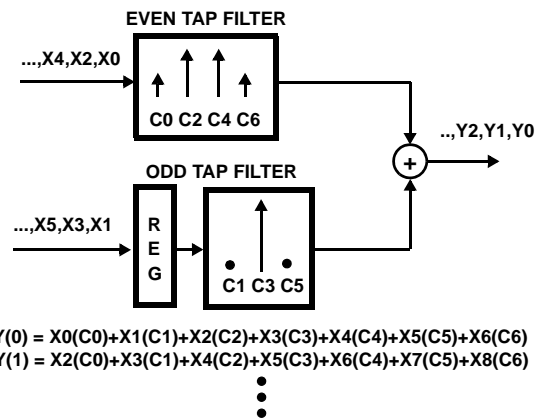 EVEN TAP FILTER
...,X4,X2,X0
C0 C2 C4 C6
..,Y2,Y1,Y0
+
ODD TAP FILTER
...,X5,X3,X1
R
E
G
C1 C3 C5
Y(0) = X0(C0)+X1(C1)+X2(C2)+X3(C3)+X4(C4)+X5(C5)+X6(C6)
Y(1) = X2(C0)+X3(C1)+X4(C2)+X5(C3)+X6(C4)+X7(C5)+X8(C6)